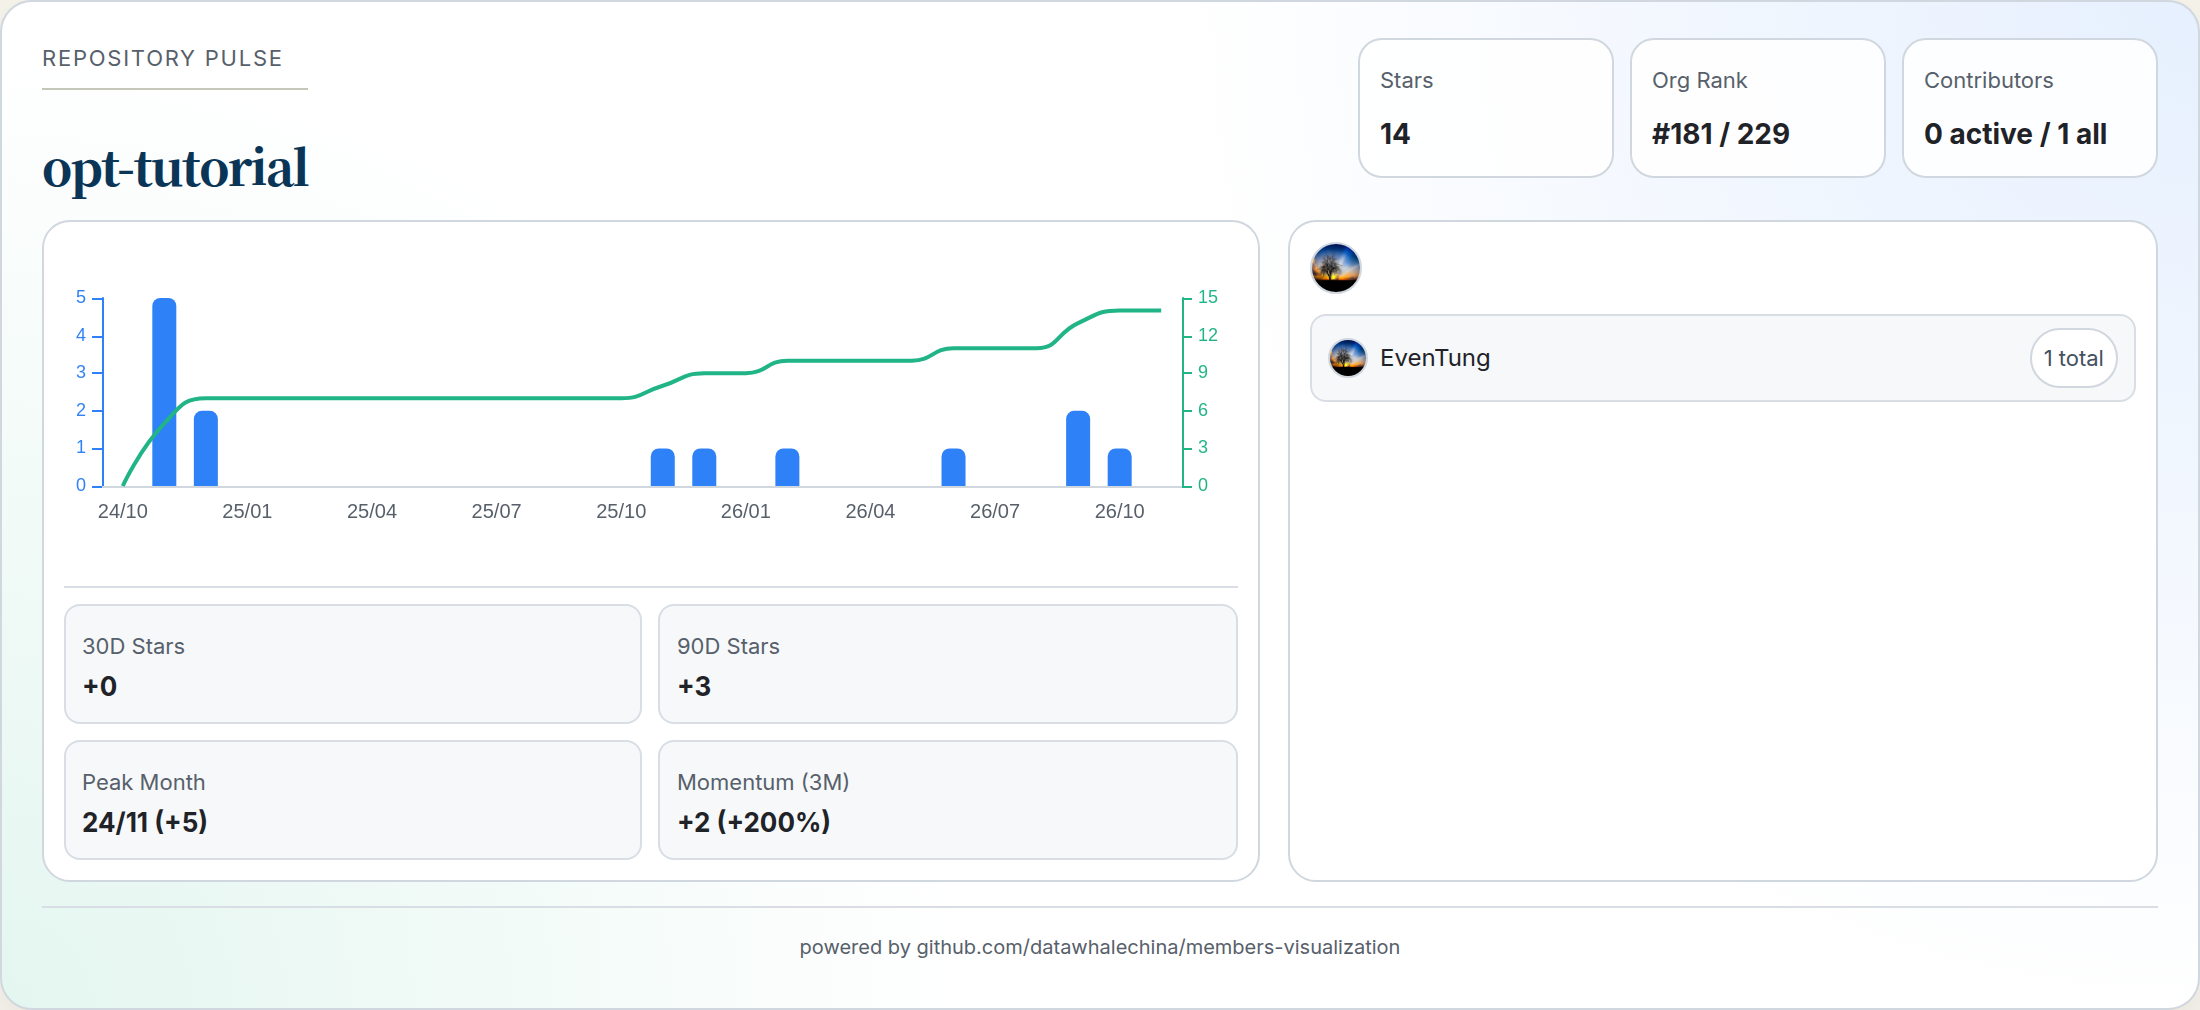 REPOSITORY PULSE
opt-tutorial
Stars
14
Org Rank
#181 / 229
Contributors
0 active / 1 all
5
4
3
2
1
0
15
12
9
6
3
0
24/10 25/01 25/04 25/07 25/10 26/01 26/04 26/07 26/10
30D Stars
+0
90D Stars
+3
Peak Month
24/11 (+5)
Momentum (3M)
+2 (+200%)
EvenTung
1 total
powered by github.com/datawhalechina/members-visualization